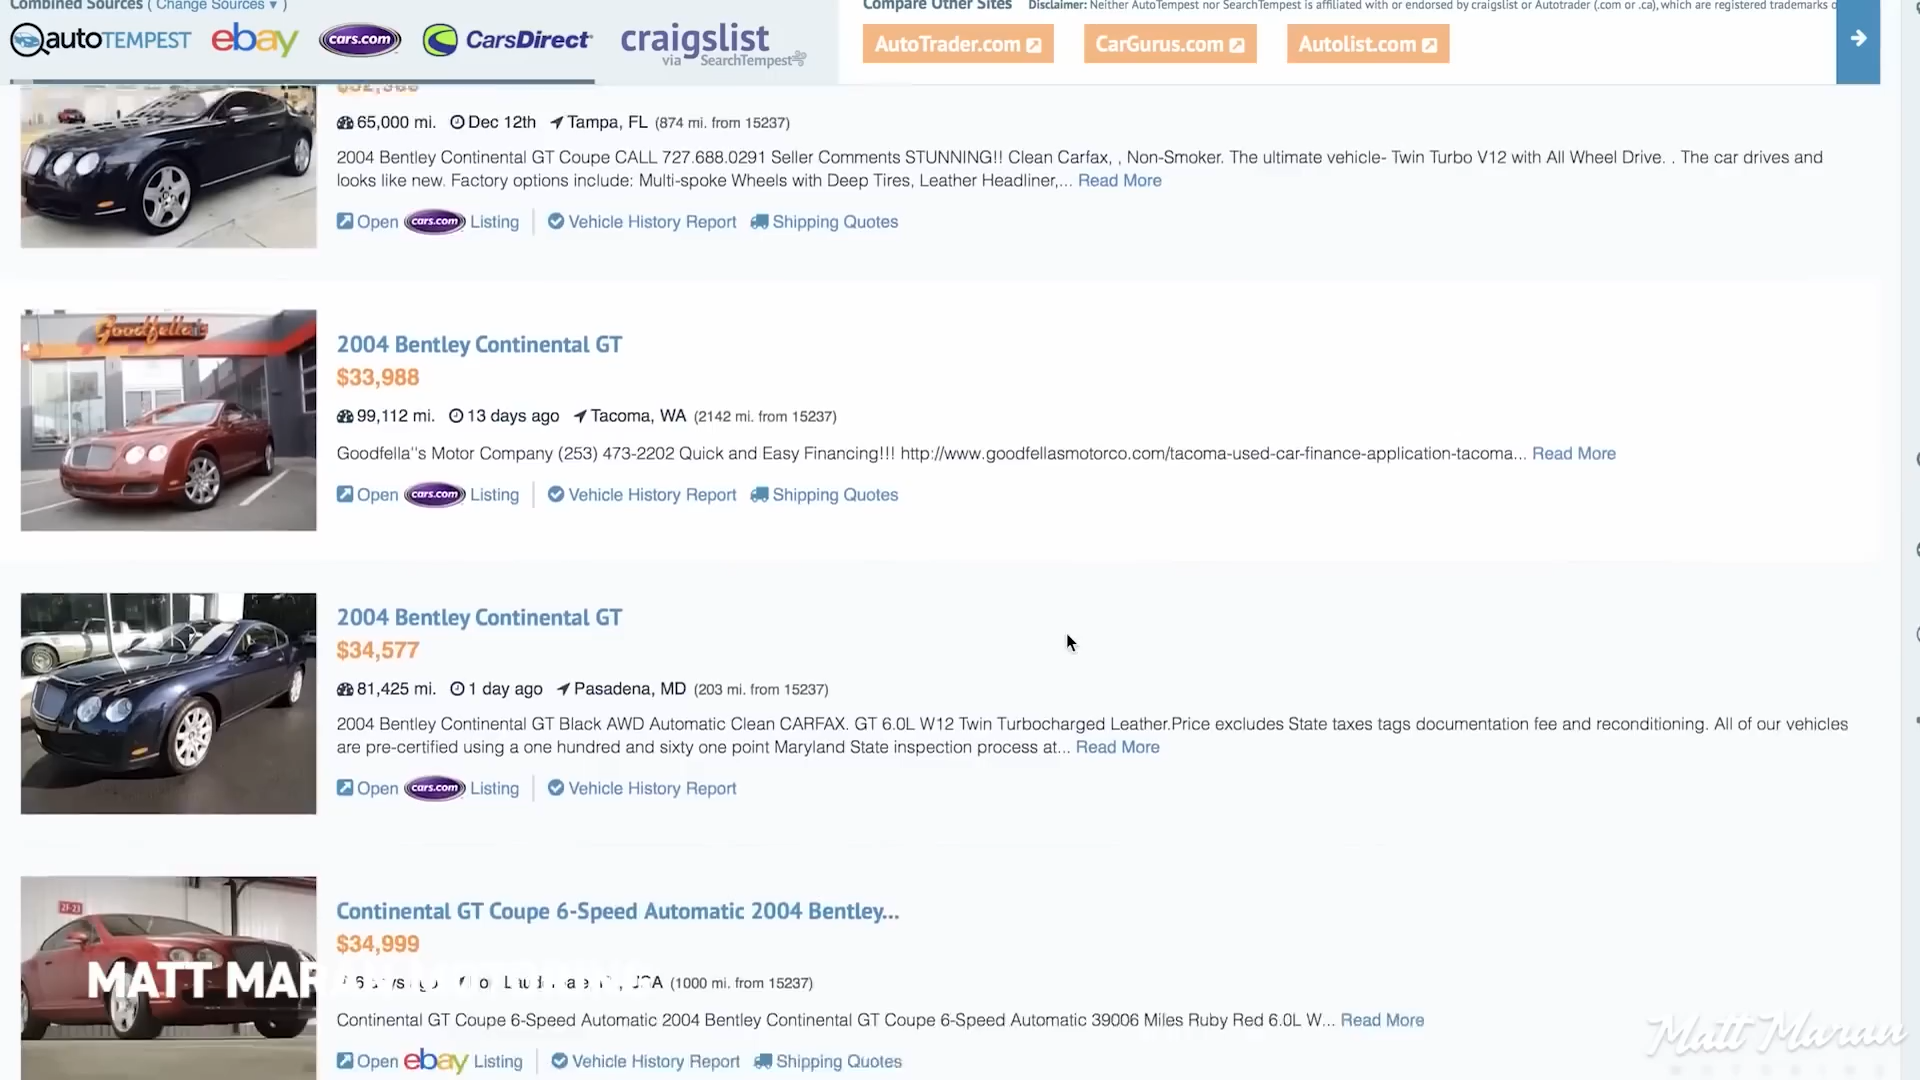 Combined Sources ( Change Sources ▾ )
autoTEMPEST ebay cars.com CarsDirect craigslist
via SearchTempest
Compare Other Sites Disclaimer: Neither AutoTempest nor SearchTempest is affiliated with or endorsed by craigslist or Autotrader (.com or .ca), which are registered trademarks
AutoTrader.com CarGurus.com Autolist.com
65,000 mi. Dec 12th Tampa, FL (874 mi. from 15237)
2004 Bentley Continental GT Coupe CALL 727.688.0291 Seller Comments STUNNING!! Clean Carfax, , Non-Smoker. The ultimate vehicle- Twin Turbo V12 with All Wheel Drive. . The car drives and
looks like new. Factory options include: Multi-spoke Wheels with Deep Tires, Leather Headliner,... Read More
Open cars.com Listing Vehicle History Report Shipping Quotes
Goodfella's
2004 Bentley Continental GT
$33,988
99,112 mi. 13 days ago Tacoma, WA (2142 mi. from 15237)
Goodfella''s Motor Company (253) 473-2202 Quick and Easy Financing!!! http://www.goodfellasmotorco.com/tacoma-used-car-finance-application-tacoma... Read More
Open cars.com Listing Vehicle History Report Shipping Quotes
2004 Bentley Continental GT
$34,577
81,425 mi. 1 day ago Pasadena, MD (203 mi. from 15237)
2004 Bentley Continental GT Black AWD Automatic Clean CARFAX. GT 6.0L W12 Twin Turbocharged Leather.Price excludes State taxes tags documentation fee and reconditioning. All of our vehicles
are pre-certified using a one hundred and sixty one point Maryland State inspection process at... Read More
Open cars.com Listing Vehicle History Report
2F-23
Continental GT Coupe 6-Speed Automatic 2004 Bentley...
$34,999
MATT MARAN
(1000 mi. from 15237)
Continental GT Coupe 6-Speed Automatic 2004 Bentley Continental GT Coupe 6-Speed Automatic 39006 Miles Ruby Red 6.0L W... Read More
Open ebay Listing Vehicle History Report Shipping Quotes
Matt Maran